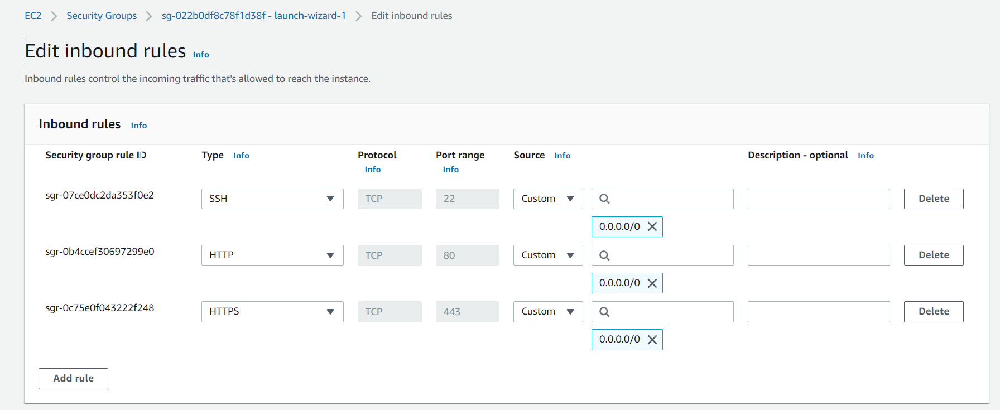 EC2 > Security Groups > sg-022b0df8c78f1d38f - launch-wizard-1 > Edit inbound rules
Edit inbound rules Info
Inbound rules control the incoming traffic that's allowed to reach the instance.
Inbound rules Info
Security group rule ID Type Info Protocol Info Port range Info Source Info Description - optional Info
sgr-07ce0dc2da353f0e2 SSH TCP 22 Custom Delete
0.0.0.0/0
sgr-0b4ccef30697299e0 HTTP TCP 80 Custom Delete
0.0.0.0/0
sgr-0c75e0f043222f248 HTTPS TCP 443 Custom Delete
0.0.0.0/0
Add rule